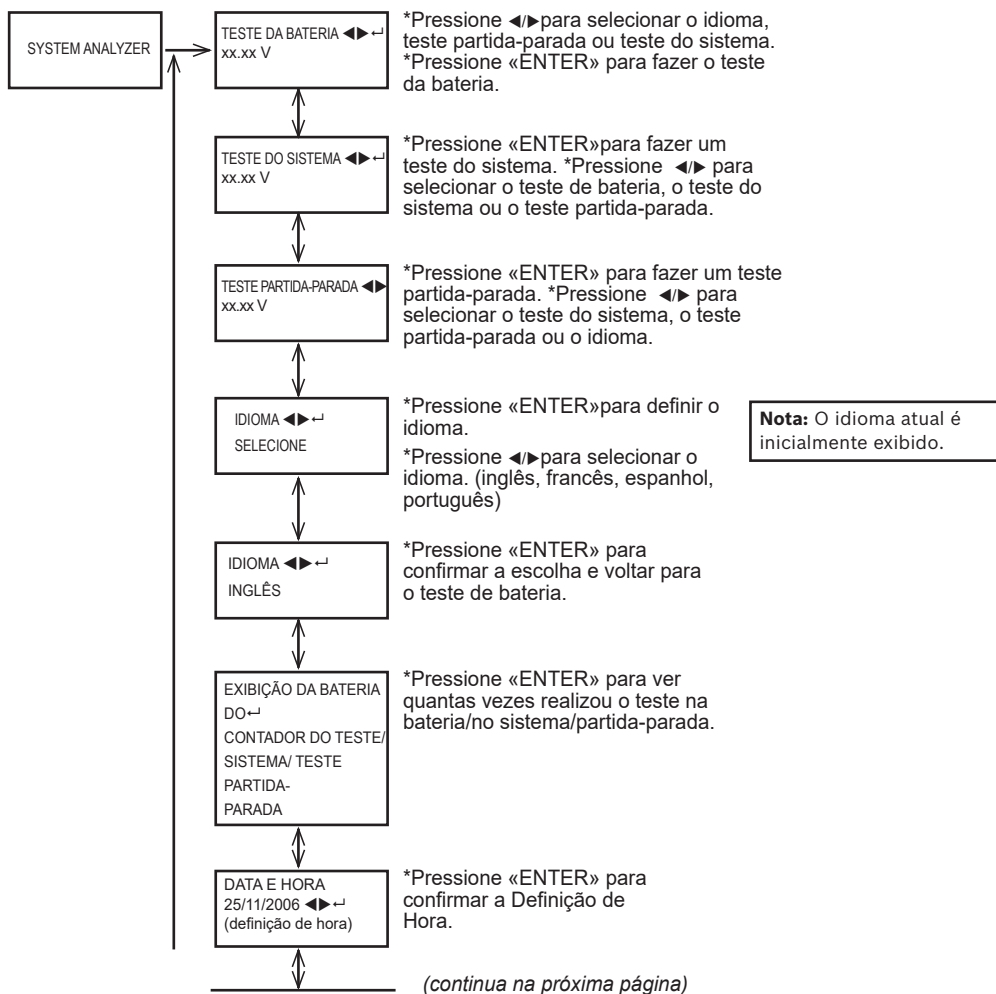 SYSTEM ANALYZER
TESTE DA BATERIA ◀▶ ↵
xx.xx V
*Pressione ◀/▶para selecionar o idioma,
teste partida-parada ou teste do sistema.
*Pressione «ENTER» para fazer o teste
da bateria.
TESTE DO SISTEMA ◀▶ ↵
xx.xx V
*Pressione «ENTER»para fazer um
teste do sistema. *Pressione ◀/▶ para
selecionar o teste de bateria, o teste do
sistema ou o teste partida-parada.
TESTE PARTIDA-PARADA ◀▶
xx.xx V
*Pressione «ENTER» para fazer um teste
partida-parada. *Pressione ◀/▶ para
selecionar o teste do sistema, o teste
partida-parada ou o idioma.
IDIOMA ◀▶ ↵
SELECIONE
*Pressione «ENTER»para definir o
idioma.
*Pressione ◀/▶para selecionar o
idioma. (inglês, francês, espanhol,
português)
Nota: O idioma atual é
inicialmente exibido.
IDIOMA ◀▶ ↵
INGLÊS
*Pressione «ENTER» para
confirmar a escolha e voltar para
o teste de bateria.
EXIBIÇÃO DA BATERIA
DO↵
CONTADOR DO TESTE/
SISTEMA/ TESTE
PARTIDA-
PARADA
*Pressione «ENTER» para ver
quantas vezes realizou o teste na
bateria/no sistema/partida-parada.
DATA E HORA
25/11/2006 ◀▶ ↵
(definição de hora)
*Pressione «ENTER» para
confirmar a Definição de
Hora.
(continua na próxima página)